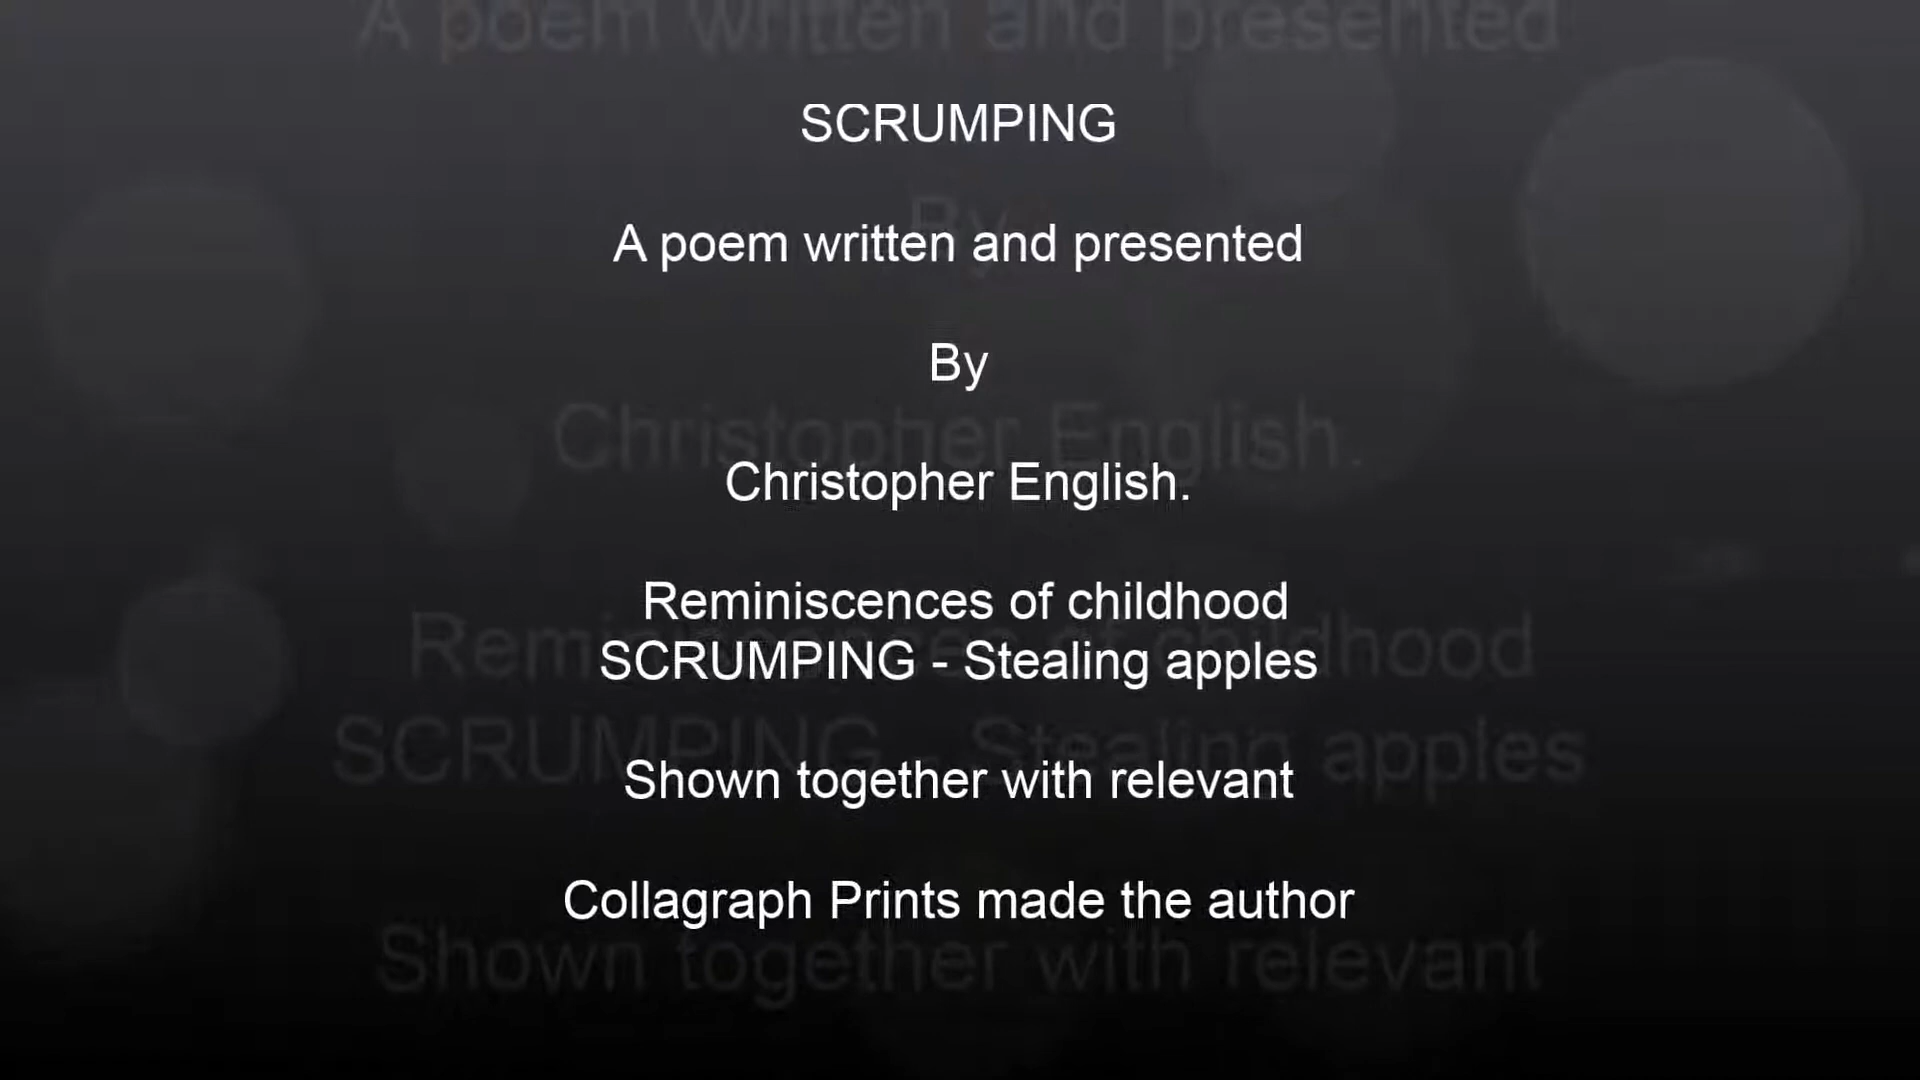 SCRUMPING
A poem written and presented
By
Christopher English.
Reminiscences of childhood
SCRUMPING - Stealing apples
Shown together with relevant
Collagraph Prints made the author